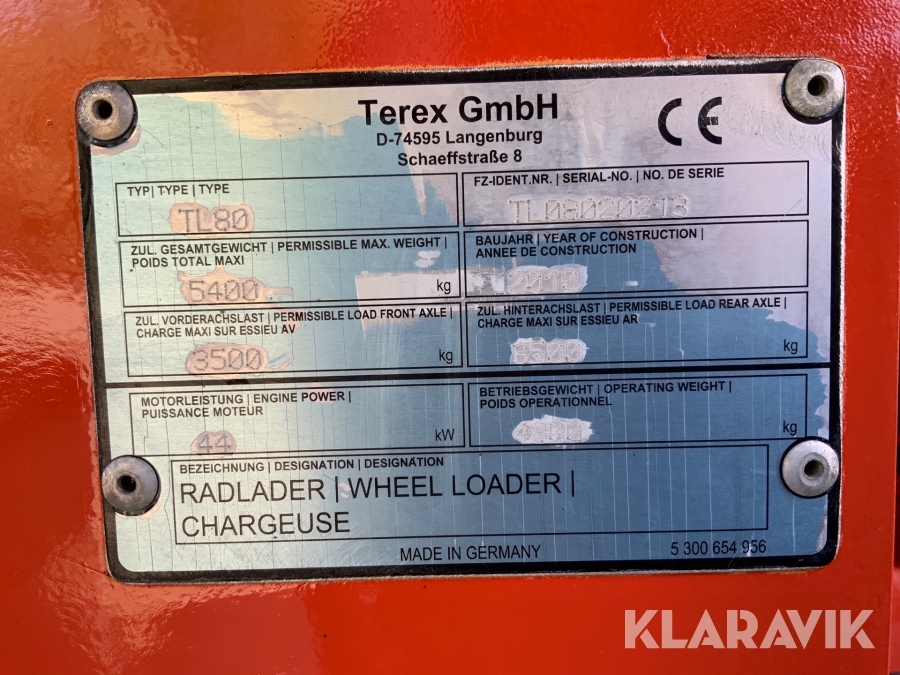 Terex GmbH
D-74595 Langenburg
Schaeffstraße 8
CE
TYP | TYPE | TYPE
TL80
FZ-IDENT.NR. | SERIAL-NO. | NO. DE SERIE
TL08020213
ZUL. GESAMTGEWICHT | PERMISSIBLE MAX. WEIGHT |
POIDS TOTAL MAXI
5400 kg
BAUJAHR | YEAR OF CONSTRUCTION |
ANNEE DE CONSTRUCTION
2010
ZUL. VORDERACHSLAST | PERMISSIBLE LOAD FRONT AXLE |
CHARGE MAXI SUR ESSIEU AV
3500 kg
ZUL. HINTERACHSLAST | PERMISSIBLE LOAD REAR AXLE /
CHARGE MAXI SUR ESSIEU AR
3500 kg
MOTORLEISTUNG | ENGINE POWER |
PUISSANCE MOTEUR
44 kW
BETRIEBSGEWICHT | OPERATING WEIGHT |
POIDS OPERATIONNEL
kg
BEZEICHNUNG | DESIGNATION | DESIGNATION
RADLADER | WHEEL LOADER |
CHARGEUSE
MADE IN GERMANY
5 300 654 956
KLARAVIK